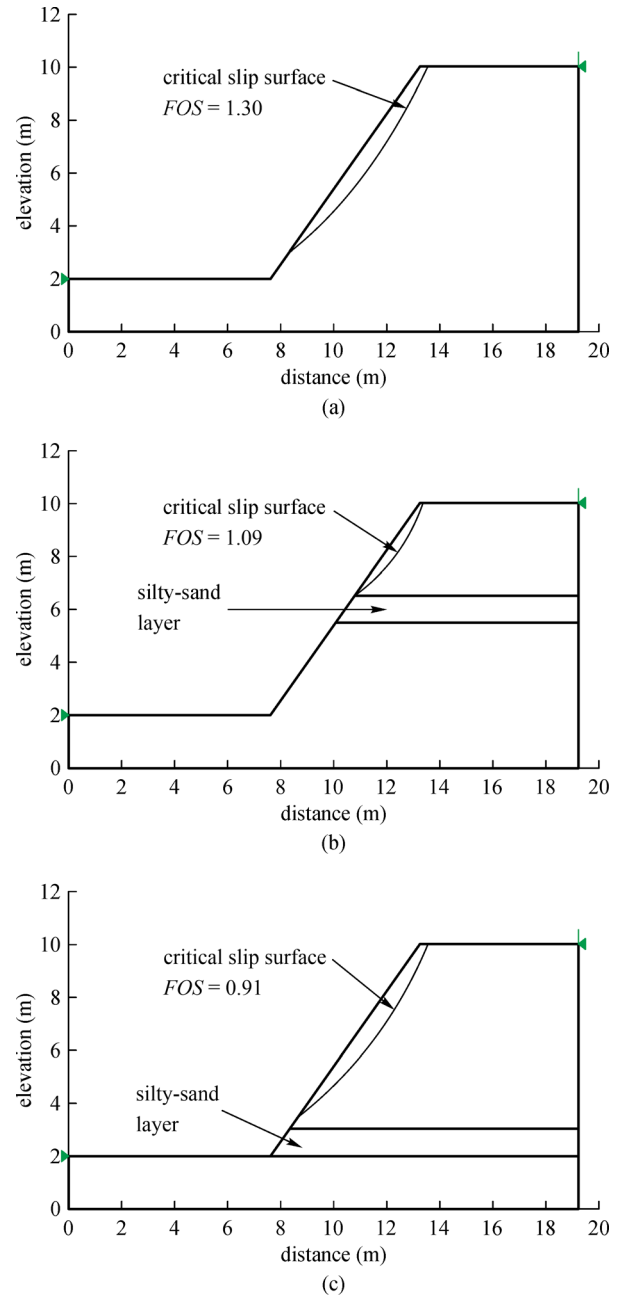 12
10
8
6
4
2
0
elevation (m)
critical slip surface
FOS = 1.30
0 2 4 6 8 10 12 14 16 18 20
distance (m)
(a)
12
10
8
6
4
2
0
elevation (m)
critical slip surface
FOS = 1.09
silty-sand
layer
0 2 4 6 8 10 12 14 16 18 20
distance (m)
(b)
12
10
8
6
4
2
0
elevation (m)
critical slip surface
FOS = 0.91
silty-sand
layer
0 2 4 6 8 10 12 14 16 18 20
distance (m)
(c)